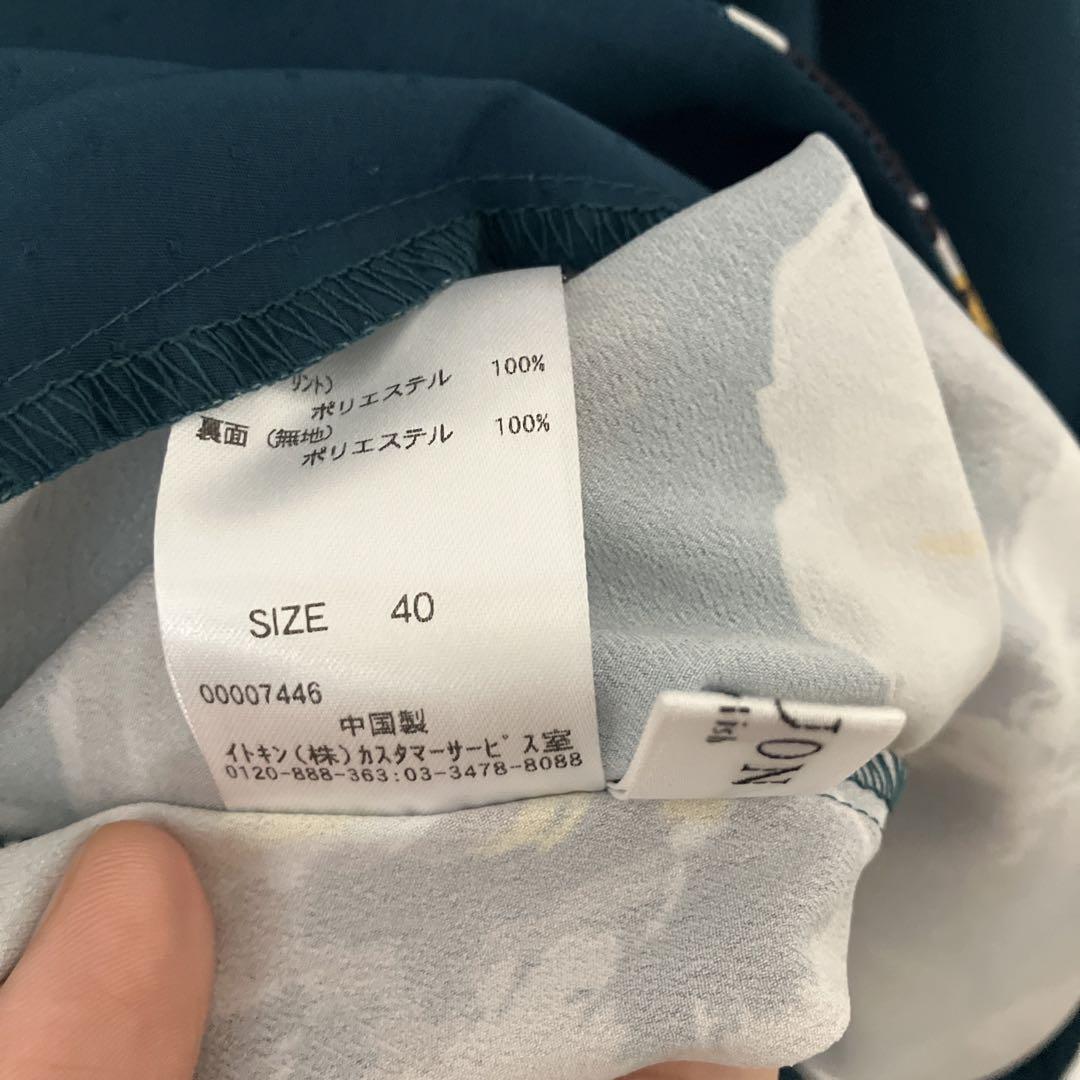 リント)
ポリエステル 100%
裏面 (無地)
ポリエステル 100%
SIZE 40
00007446
中国製
イトキン(株)カスタマーサービス室
0120-888-363:03-3478-8088
JON